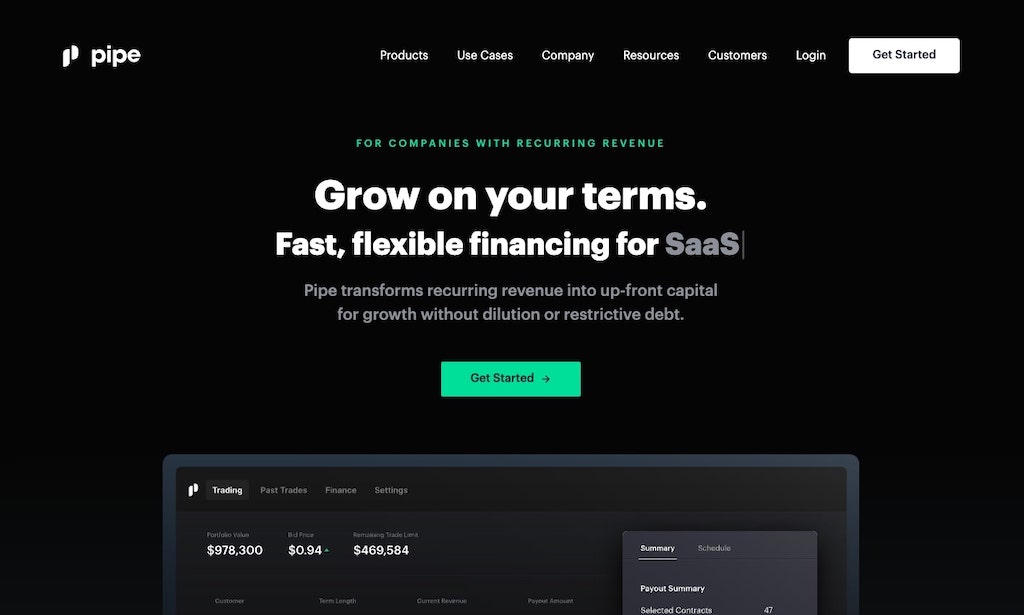 pipe
Products Use Cases Company Resources Customers Login Get Started
FOR COMPANIES WITH RECURRING REVENUE
Grow on your terms.
Fast, flexible financing for SaaS
Pipe transforms recurring revenue into up-front capital
for growth without dilution or restrictive debt.
Get Started →
Trading Past Trades Finance Settings
Portfolio Value Bid Price Remaining Trade Limit
$978,300 $0.94 $469,584
Summary Schedule
Payout Summary
Selected Contracts 47
Customer Term Length Current Revenue Payout Amount